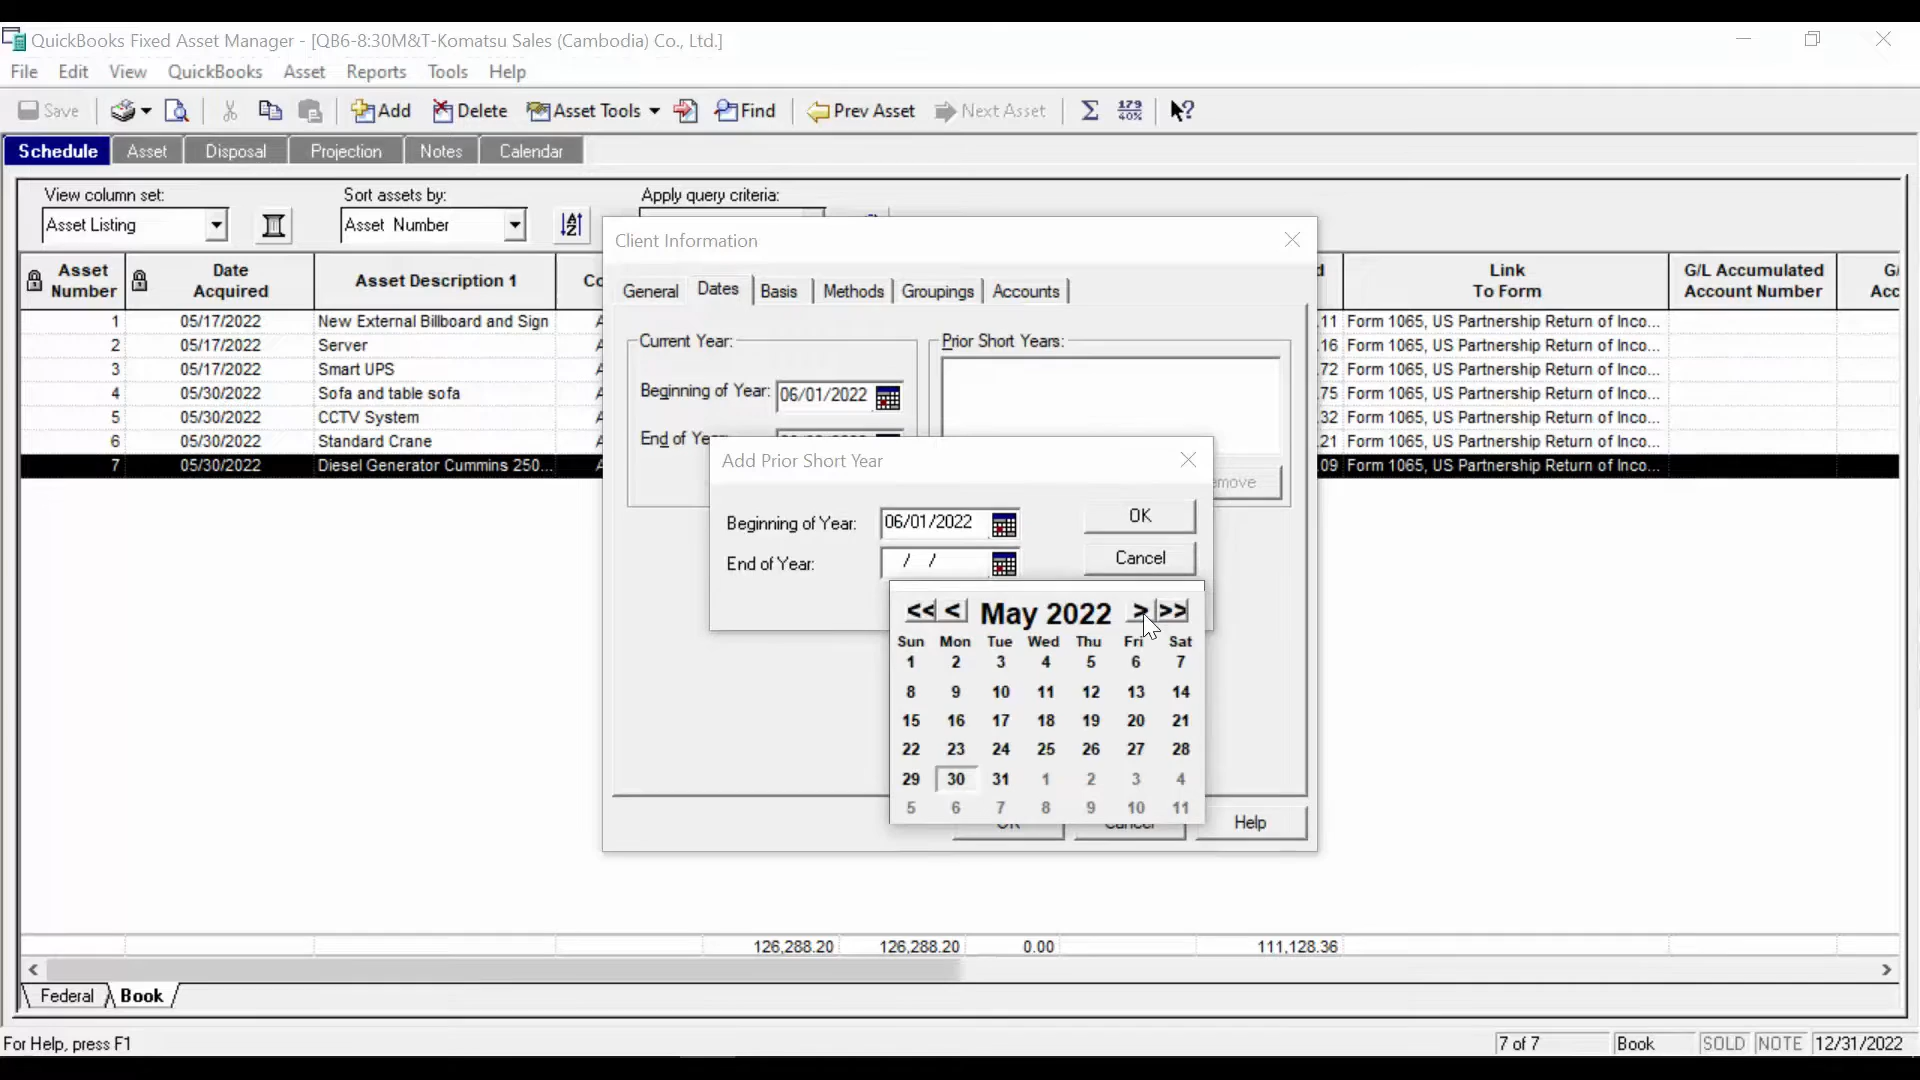 QuickBooks Fixed Asset Manager - [QB6-8:30M&T-Komatsu Sales (Cambodia) Co., Ltd.]
File Edit View QuickBooks Asset Reports Tools Help
Save Add Delete Asset Tools Find Prev Asset Next Asset Σ 179 40%
Schedule Asset Disposal Projection Notes Calendar
View column set: Sort assets by: Apply query criteria:
Asset Listing Asset Number
Client Information
General Dates Basis Methods Groupings Accounts
Asset Number Date Acquired Asset Description 1 Link To Form G/L Accumulated Account Number
1 05/17/2022 New External Billboard and Sign .11 Form 1065, US Partnership Return of Inco...
2 05/17/2022 Server .16 Form 1065, US Partnership Return of Inco...
3 05/17/2022 Smart UPS .72 Form 1065, US Partnership Return of Inco...
4 05/30/2022 Sofa and table sofa .75 Form 1065, US Partnership Return of Inco...
5 05/30/2022 CCTV System .32 Form 1065, US Partnership Return of Inco...
6 05/30/2022 Standard Crane .21 Form 1065, US Partnership Return of Inco...
7 05/30/2022 Diesel Generator Cummins 250... .09 Form 1065, US Partnership Return of Inco...
Current Year: Prior Short Years:
Beginning of Year: 06/01/2022
End of
Add Prior Short Year
Beginning of Year: 06/01/2022 OK
End of Year: / / Cancel
<< < May 2022 > >>
Sun Mon Tue Wed Thu Fri Sat
1 2 3 4 5 6 7
8 9 10 11 12 13 14
15 16 17 18 19 20 21
22 23 24 25 26 27 28
29 30 31 1 2 3 4
5 6 7 8 9 10 11
Help
126,288.20 126,288.20 0.00 111,128.36
Federal Book
For Help, press F1 7 of 7 Book SOLD NOTE 12/31/2022